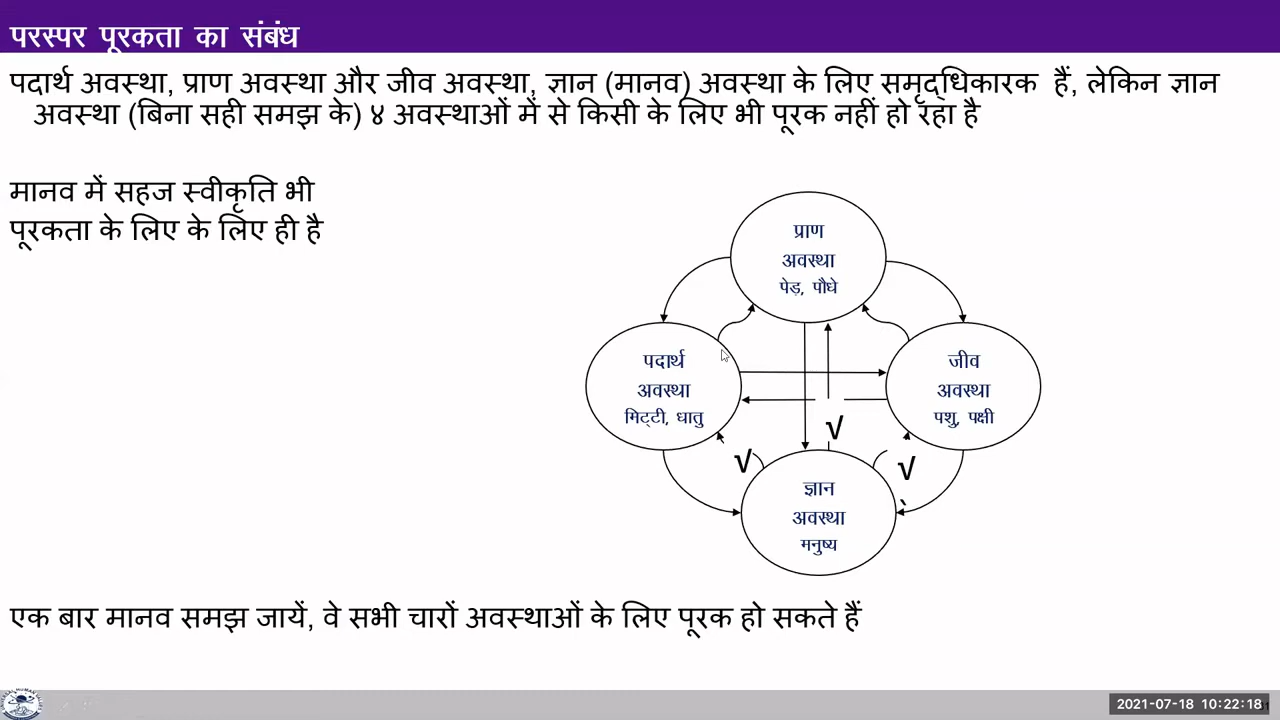 परस्पर पूरकता का संबंध
पदार्थ अवस्था, प्राण अवस्था और जीव अवस्था, ज्ञान (मानव) अवस्था के लिए समृद्धिकारक हैं, लेकिन ज्ञान
अवस्था (बिना सही समझ के) ४ अवस्थाओं में से किसी के लिए भी पूरक नहीं हो रहा है
मानव में सहज स्वीकृति भी
पूरकता के लिए के लिए ही है
प्राण
अवस्था
पेड़, पौधे
पदार्थ
अवस्था
मिट्टी, धातु
जीव
अवस्था
पशु, पक्षी
√
√
√
ज्ञान
अवस्था
मनुष्य
एक बार मानव समझ जायें, वे सभी चारों अवस्थाओं के लिए पूरक हो सकते हैं
2021-07-18 10:22:18